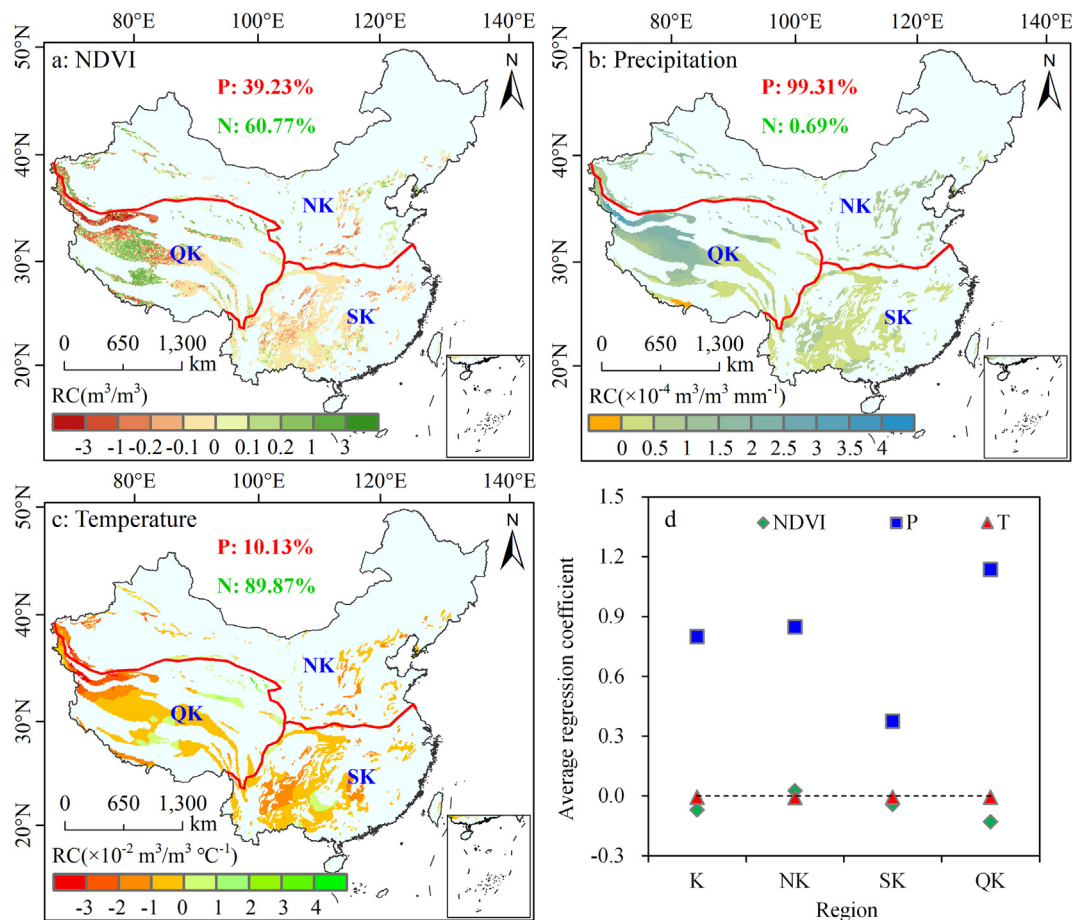 80°E 100°E 120°E 140°E
80°E 100°E 120°E 140°E
50°N
40°N
30°N
20°N
a: NDVI
P: 39.23%
N: 60.77%
N
NK
QK
SK
0 650 1,300
km
RC(m³/m³)
-3 -1 -0.2 -0.1 0 0.1 0.2 1 3
50°N
40°N
30°N
20°N
b: Precipitation
P: 99.31%
N: 0.69%
N
NK
QK
SK
0 660 1,300
km
RC(×10⁻⁴ m³/m³ mm⁻¹)
0 0.5 1 1.5 2 2.5 3 3.5 4
80°E 100°E 120°E 140°E
50°N
40°N
30°N
20°N
c: Temperature
P: 10.13%
N: 89.87%
N
NK
QK
SK
0 650 1,300
km
RC(×10⁻² m³/m³ °C⁻¹)
-3 -2 -1 0 1 2 3 4
d
NDVI P T
Average regression coefficient
1.5
1.2
0.9
0.6
0.3
0.0
-0.3
K NK SK QK
Region